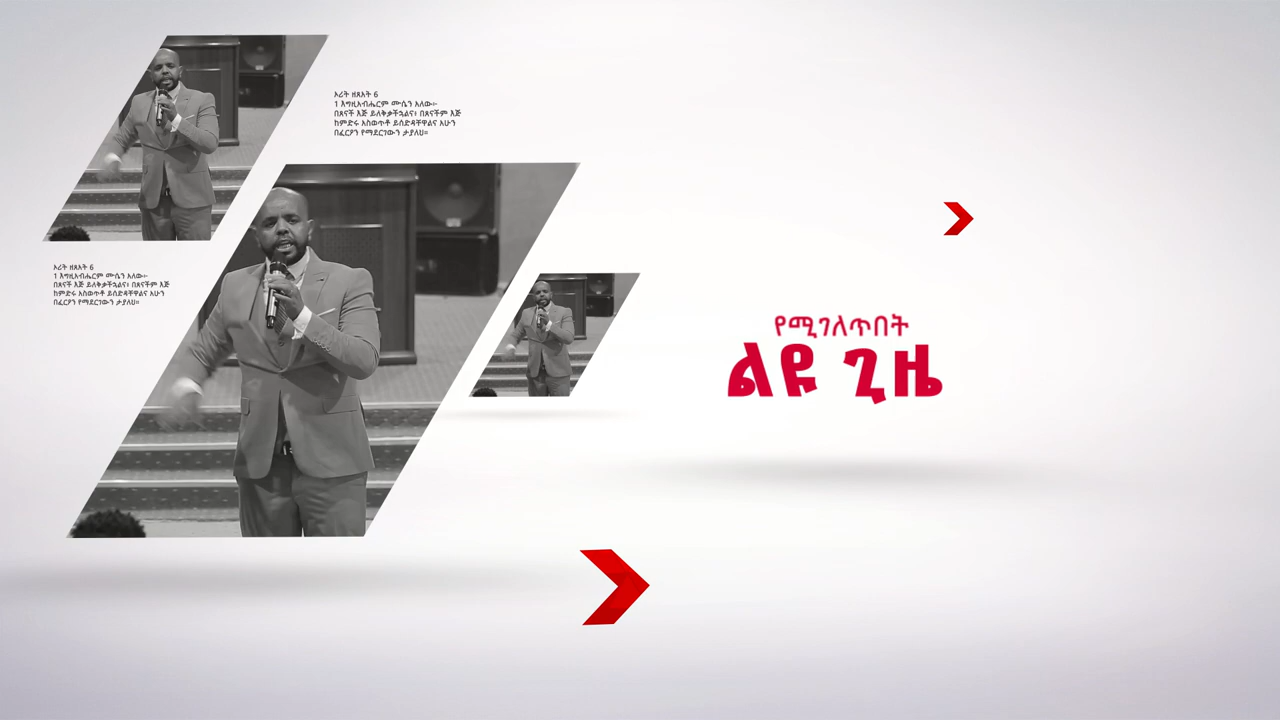 ኦሪት ዘጸአት 6
1 እግዚአብሔርም ሙሴን አለው፦
በጸናች እጅ ይለቅቃችኋልና፥ በጸናችም እጅ
ከምድሩ አስወጥቶ ይሰድዳቸዋልና አሁን
በፈርዖን የማደርገውን ታያለህ።
ኦሪት ዘጸአት 6
1 እግዚአብሔርም ሙሴን አለው፦
በጸናች እጅ ይለቅቃችኋልና፥ በጸናችም እጅ
ከምድሩ አስወጥቶ ይሰድዳቸዋልና አሁን
በፈርዖን የማደርገውን ታያለህ።
የሚገለጥበት
ልዩ ጊዜ